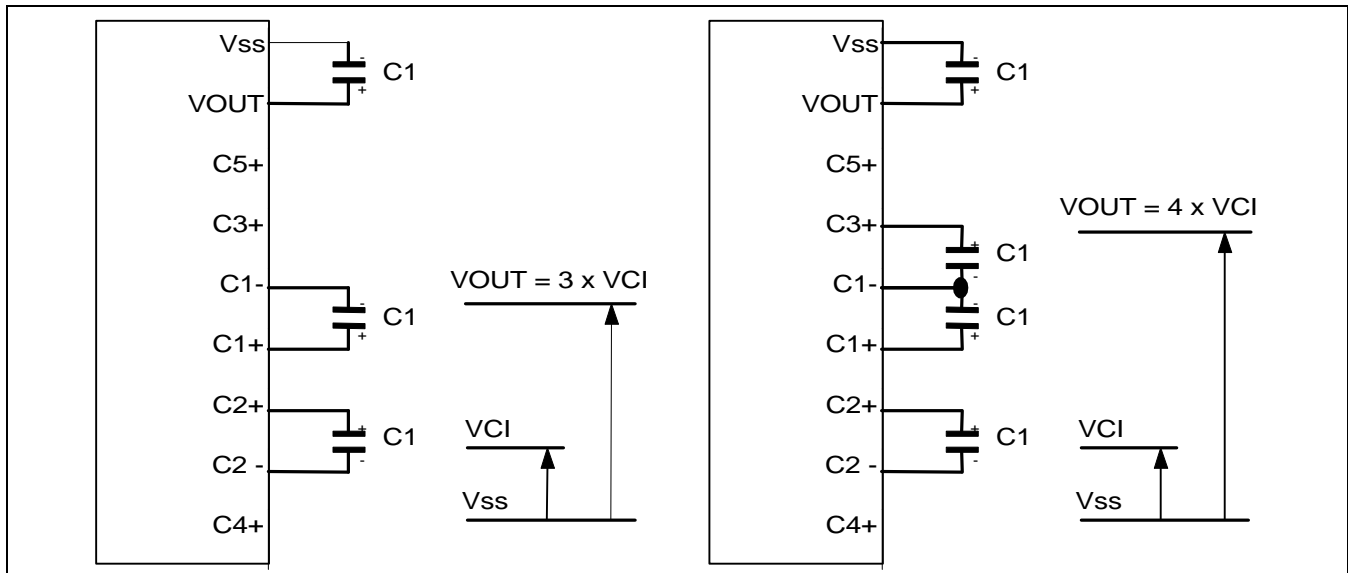 Vss
- C1
+
VOUT
C5+
C3+
C1-
- C1
+
C1+
C2+
+ C1
-
C2 -
C4+
VOUT = 3 x VCI
VCI
Vss
Vss
- C1
+
VOUT
C5+
C3+
+ C1
-
C1-
- C1
+
C1+
C2+
+ C1
-
C2 -
C4+
VOUT = 4 x VCI
VCI
Vss